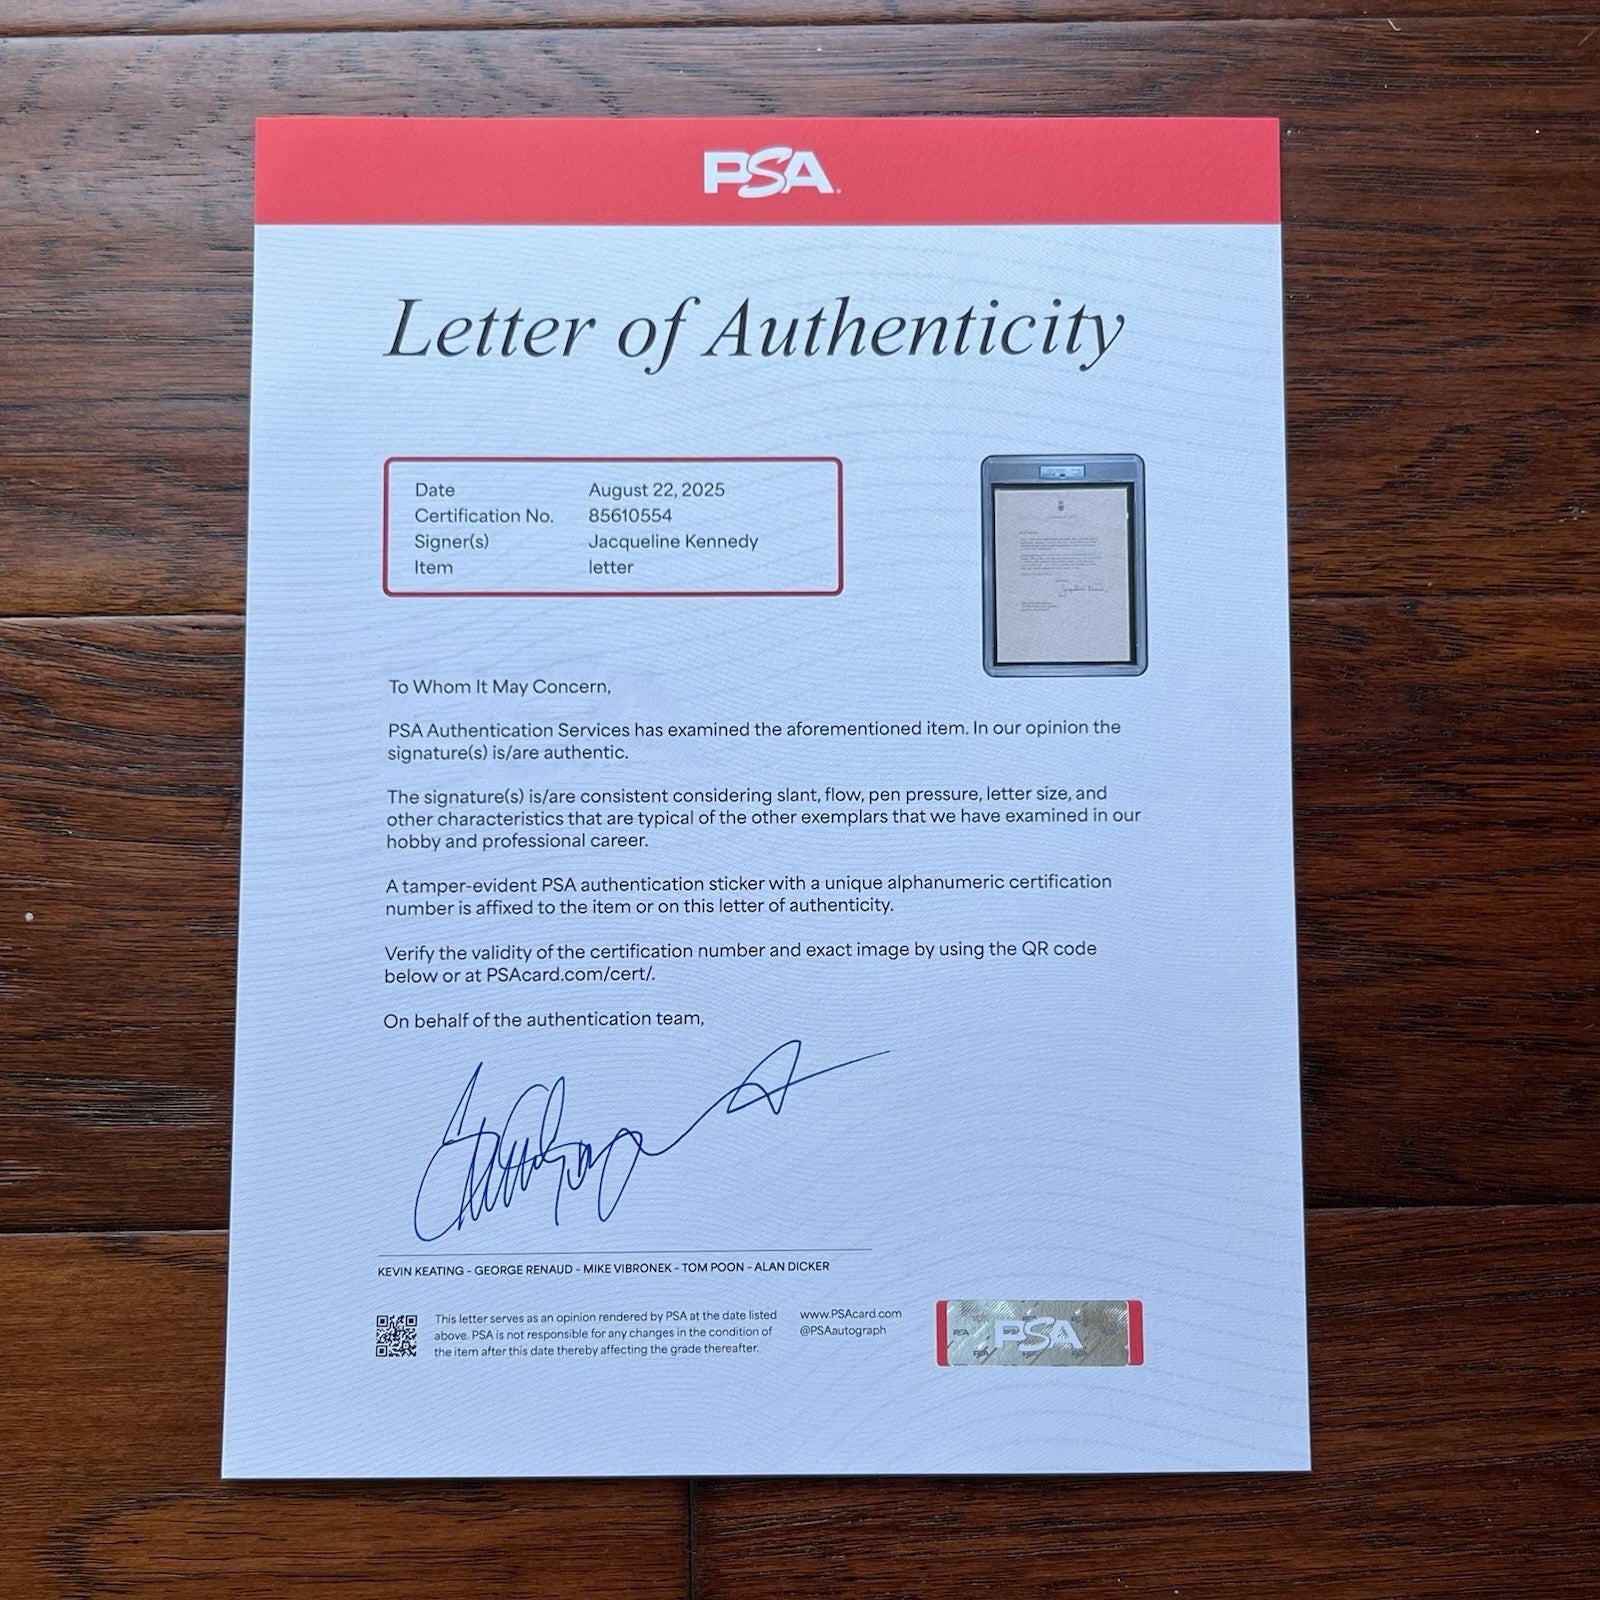 PSA
Letter of Authenticity
Date August 22, 2025
Certification No. 85610554
Signer(s) Jacqueline Kennedy
Item letter
To Whom It May Concern,
PSA Authentication Services has examined the aforementioned item. In our opinion the
signature(s) is/are authentic.
The signature(s) is/are consistent considering slant, flow, pen pressure, letter size, and
other characteristics that are typical of the other exemplars that we have examined in our
hobby and professional career.
A tamper-evident PSA authentication sticker with a unique alphanumeric certification
number is affixed to the item or on this letter of authenticity.
Verify the validity of the certification number and exact image by using the QR code
below or at PSAcard.com/cert/.
On behalf of the authentication team,
KEVIN KEATING - GEORGE RENAUD - MIKE VIBRONEK - TOM POON - ALAN DICKER
This letter serves as an opinion rendered by PSA at the date listed
above. PSA is not responsible for any changes in the condition of
the item after this date thereby affecting the grade thereafter.
www.PSAcard.com
@PSAautograph
PSA